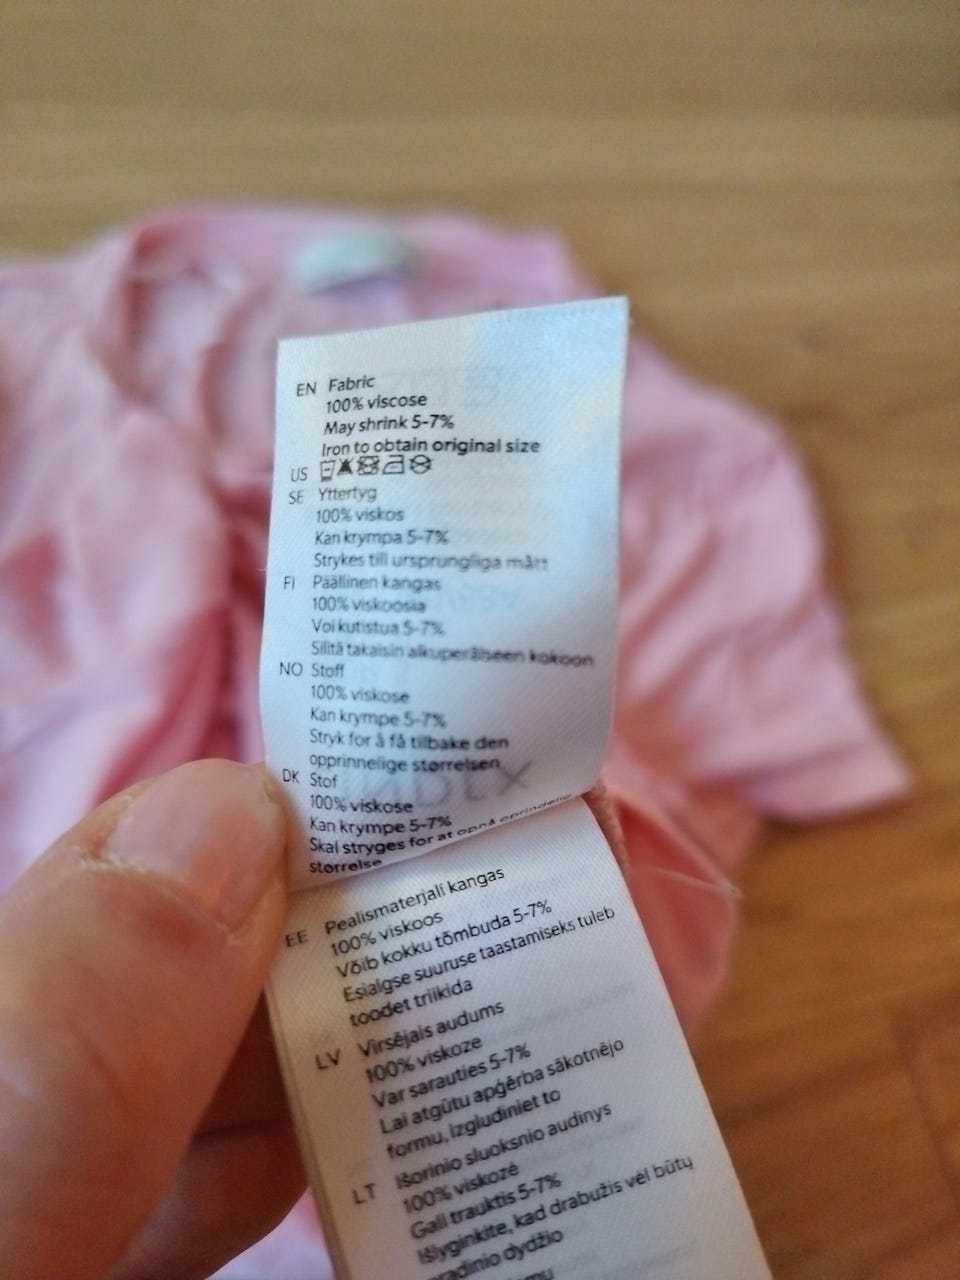 EN Fabric
100% viscose
May shrink 5-7%
Iron to obtain original size
US
SE Yttertyg
100% viskos
Kan krympa 5-7%
Strykes till ursprungliga mått
FI Päällinen kangas
100% viskoosia
Voi kutistua 5-7%
Silitä takaisin alkuperäiseen kokoon
NO Stoff
100% viskose
Kan krympe 5-7%
Stryk for å få tilbake den
opprinnelige størrelsen
DK Stof
100% viskose
Kan krympe 5-7%
Skal stryges for at opnå oprindelig
størrelse
EE Pealismaterjali kangas
100% viskoos
Võib kokku tõmbuda 5-7%
Esialgse suuruse taastamiseks tuleb
toodet triikida
LV Virsējais audums
100% viskoze
Var sarauties 5-7%
Lai atgūtu apģērba sākotnējo
formu, izgludiniet to
LT Išorinio sluoksnio audinys
100% viskozė
Gali trauktis 5-7%
Išlyginkite, kad drabužis vėl būtų
dydžio